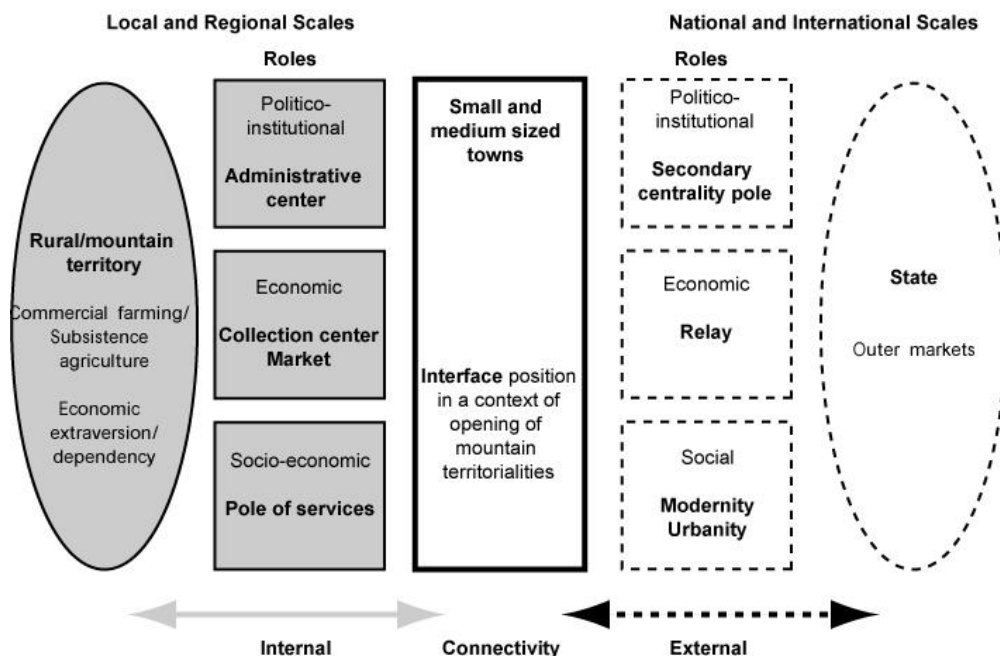 Local and Regional Scales
National and International Scales
Roles
Roles
Rural/mountain
territory
Commercial farming/
Subsistence
agriculture
Economic
extraversion/
dependency
Politico-
institutional
Administrative
center
Economic
Collection center
Market
Socio-economic
Pole of services
Small and
medium sized
towns
Interface position
in a context of
opening of
mountain
territorialities
Politico-
institutional
Secondary
centrality pole
Economic
Relay
Social
Modernity
Urbanity
State
Outer markets
Internal
Connectivity
External